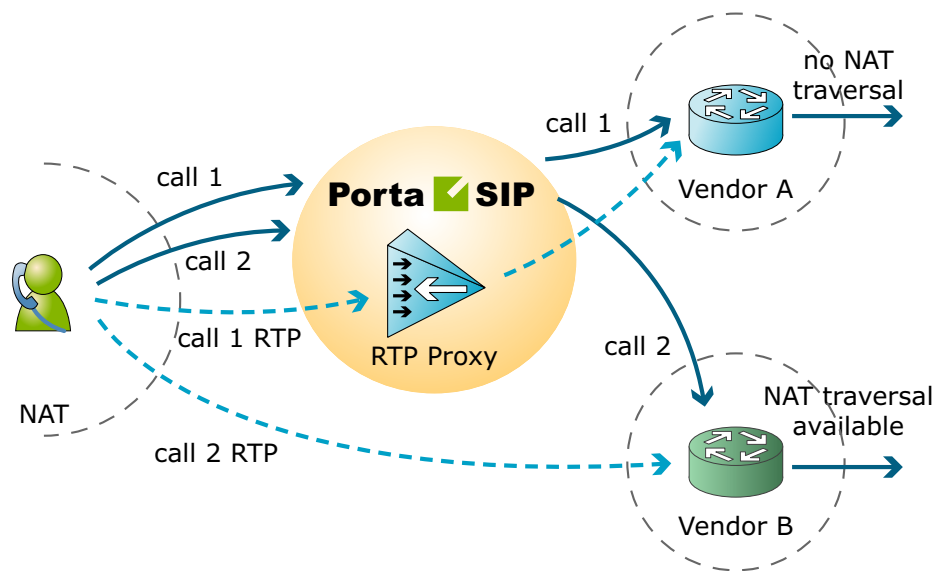 no NAT
traversal
call 1
Vendor A
call 1
Porta SIP
call 2
call 1 RTP
RTP Proxy
call 2
NAT
call 2 RTP
NAT traversal
available
Vendor B